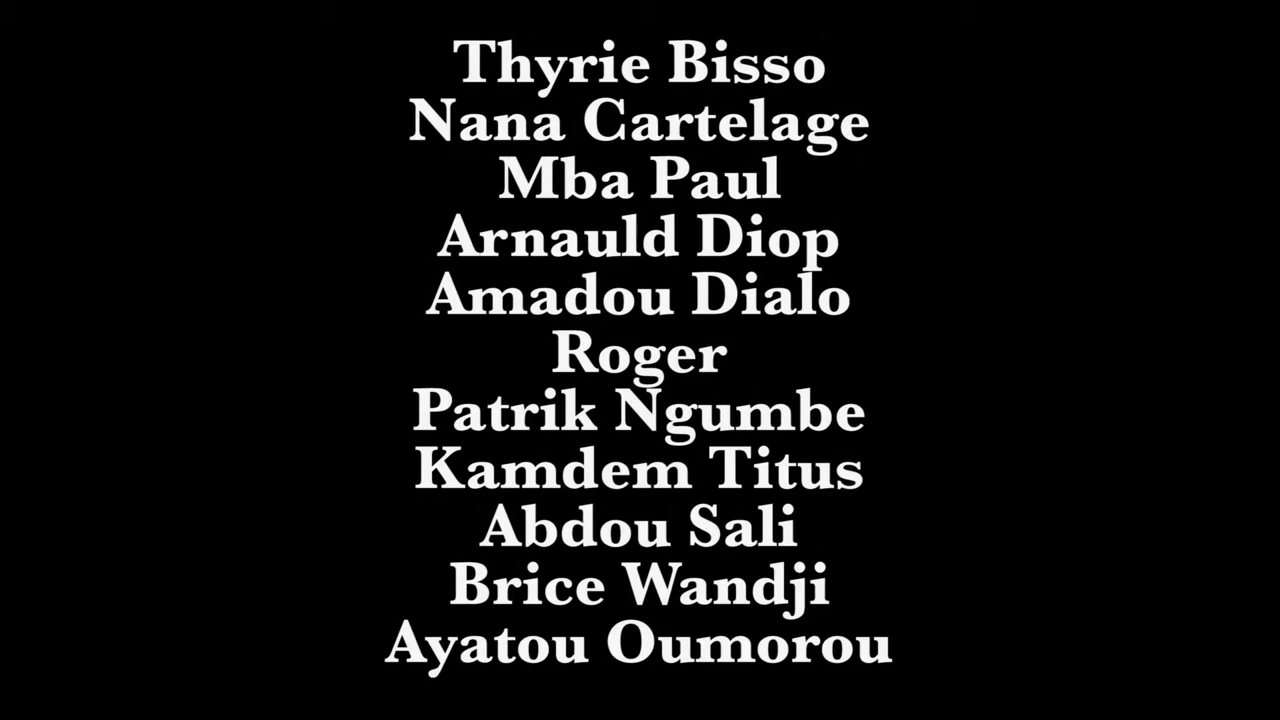 Thyrie Bisso
Nana Cartelage
Mba Paul
Arnauld Diop
Amadou Dialo
Roger
Patrik Ngumbe
Kamdem Titus
Abdou Sali
Brice Wandji
Ayatou Oumorou